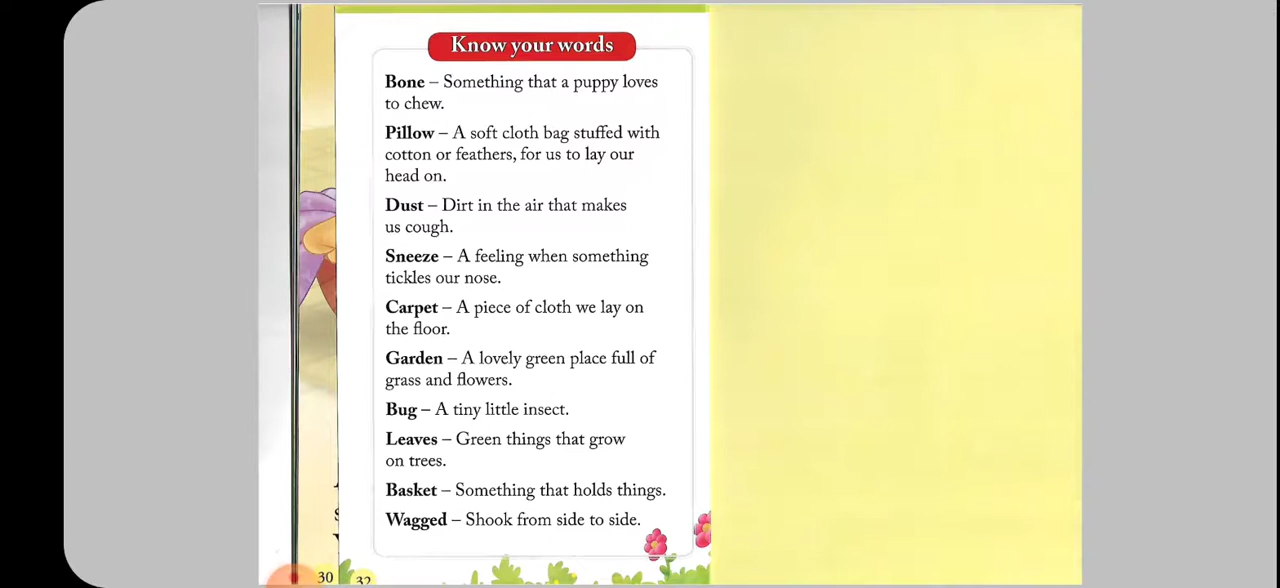 Know your words
Bone – Something that a puppy loves
to chew.
Pillow – A soft cloth bag stuffed with
cotton or feathers, for us to lay our
head on.
Dust – Dirt in the air that makes
us cough.
Sneeze – A feeling when something
tickles our nose.
Carpet – A piece of cloth we lay on
the floor.
Garden – A lovely green place full of
grass and flowers.
Bug – A tiny little insect.
Leaves – Green things that grow
on trees.
Basket – Something that holds things.
Wagged – Shook from side to side.
30
32